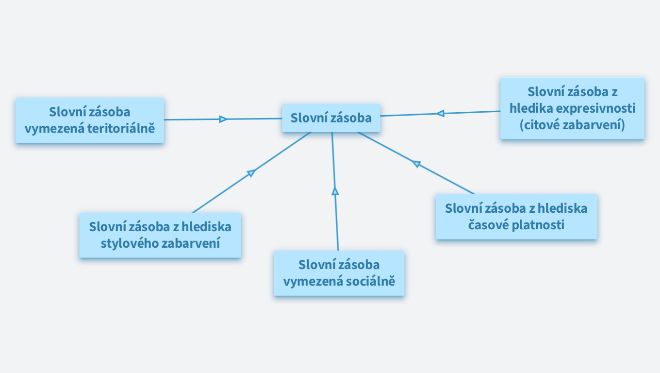 Slovní zásoba
vymezená teritoriálně
Slovní zásoba
Slovní zásoba z
hledika expresivnosti
(citové zabarvení)
Slovní zásoba z hlediska
stylového zabarvení
Slovní zásoba
vymezená sociálně
Slovní zásoba z hlediska
časové platnosti